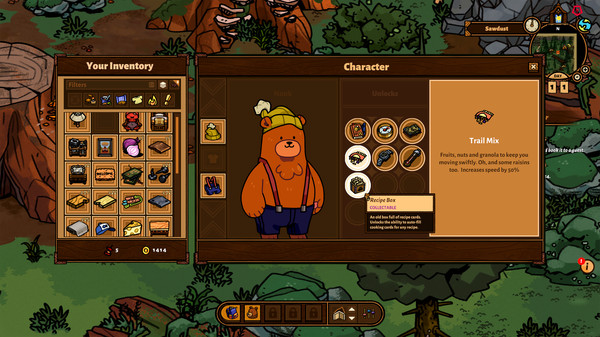 Sawdust
N
Your Inventory
Character
Filters
Unlocks
DAY
Trail Mix
Fruits, nuts and granola to keep
you moving swiftly. Oh, and some raisins
too. Increases speed by 50%
Recipe Box
COLLECTABLE
An old box full of recipe cards.
Unlocks the ability to auto-fill
cooking cards for any recipe.
5
1414